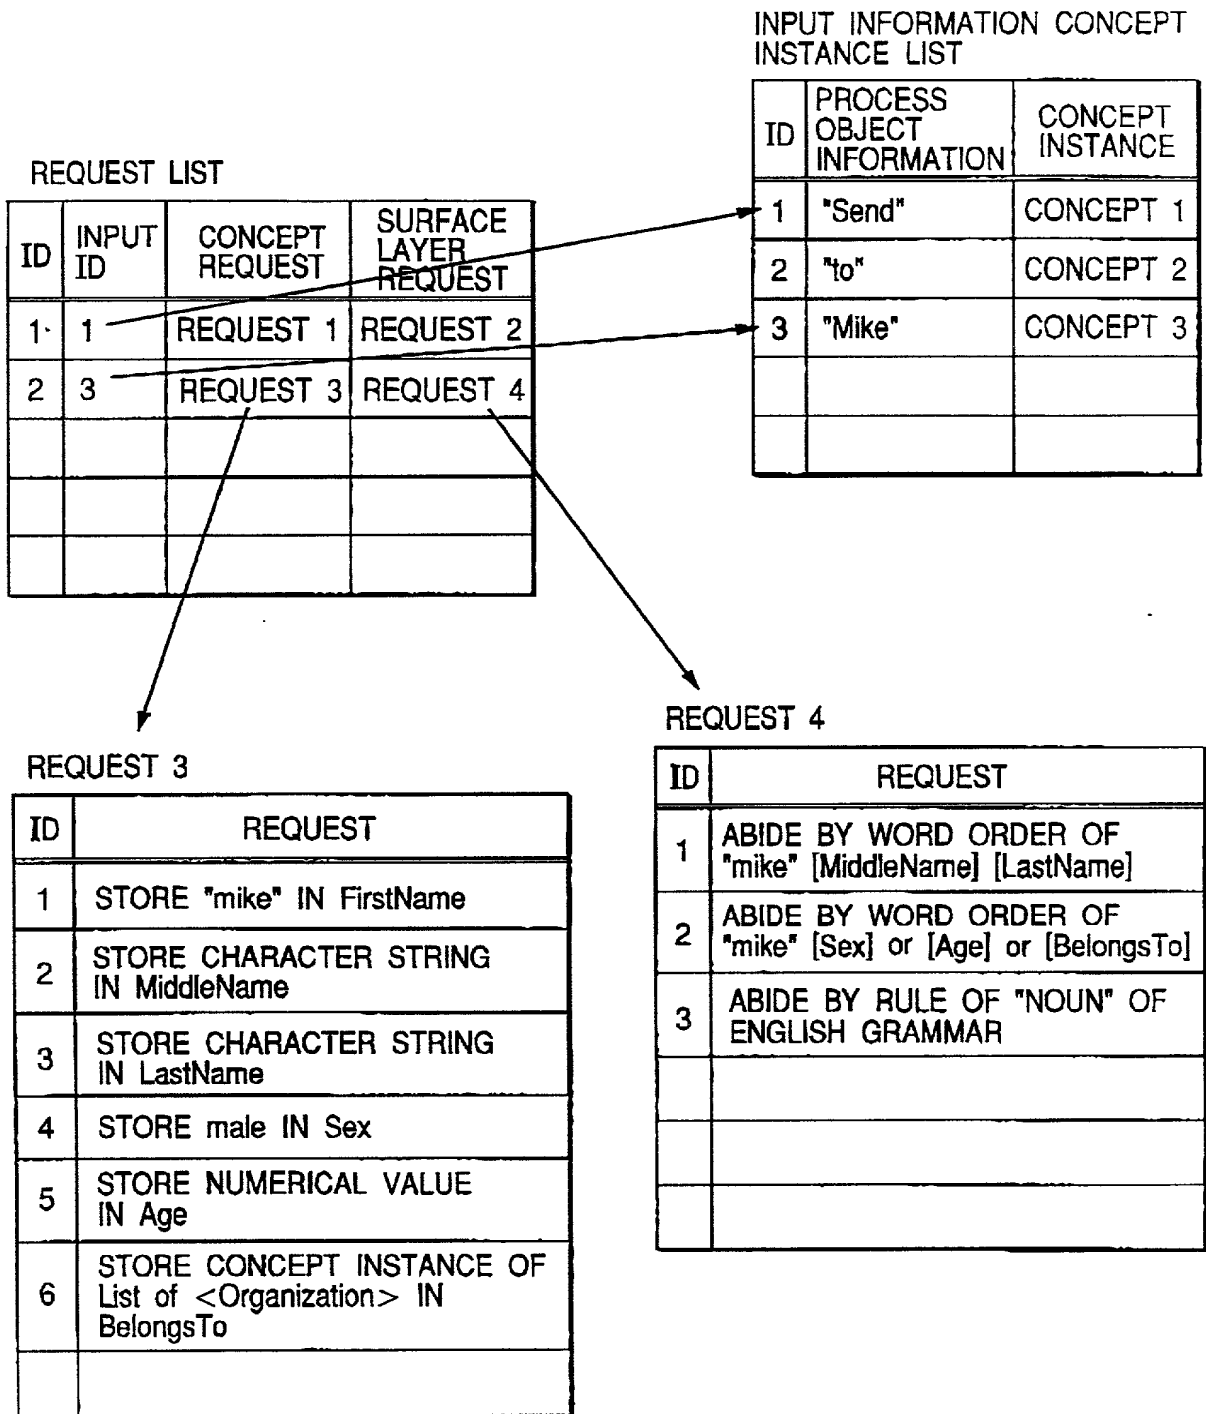 INPUT INFORMATION CONCEPT
INSTANCE LIST
ID
PROCESS
OBJECT
INFORMATION
CONCEPT
INSTANCE
1 "Send" CONCEPT 1
2 "to" CONCEPT 2
3 "Mike" CONCEPT 3
REQUEST LIST
ID
INPUT
ID
CONCEPT
REQUEST
SURFACE
LAYER
REQUEST
1 1 REQUEST 1 REQUEST 2
2 3 REQUEST 3 REQUEST 4
REQUEST 3
ID REQUEST
1 STORE "mike" IN FirstName
2 STORE CHARACTER STRING
IN MiddleName
3 STORE CHARACTER STRING
IN LastName
4 STORE male IN Sex
5 STORE NUMERICAL VALUE
IN Age
6 STORE CONCEPT INSTANCE OF
List of <Organization> IN
BelongsTo
REQUEST 4
ID REQUEST
1 ABIDE BY WORD ORDER OF
"mike" [MiddleName] [LastName]
2 ABIDE BY WORD ORDER OF
"mike" [Sex] or [Age] or [BelongsTo]
3 ABIDE BY RULE OF "NOUN" OF
ENGLISH GRAMMAR